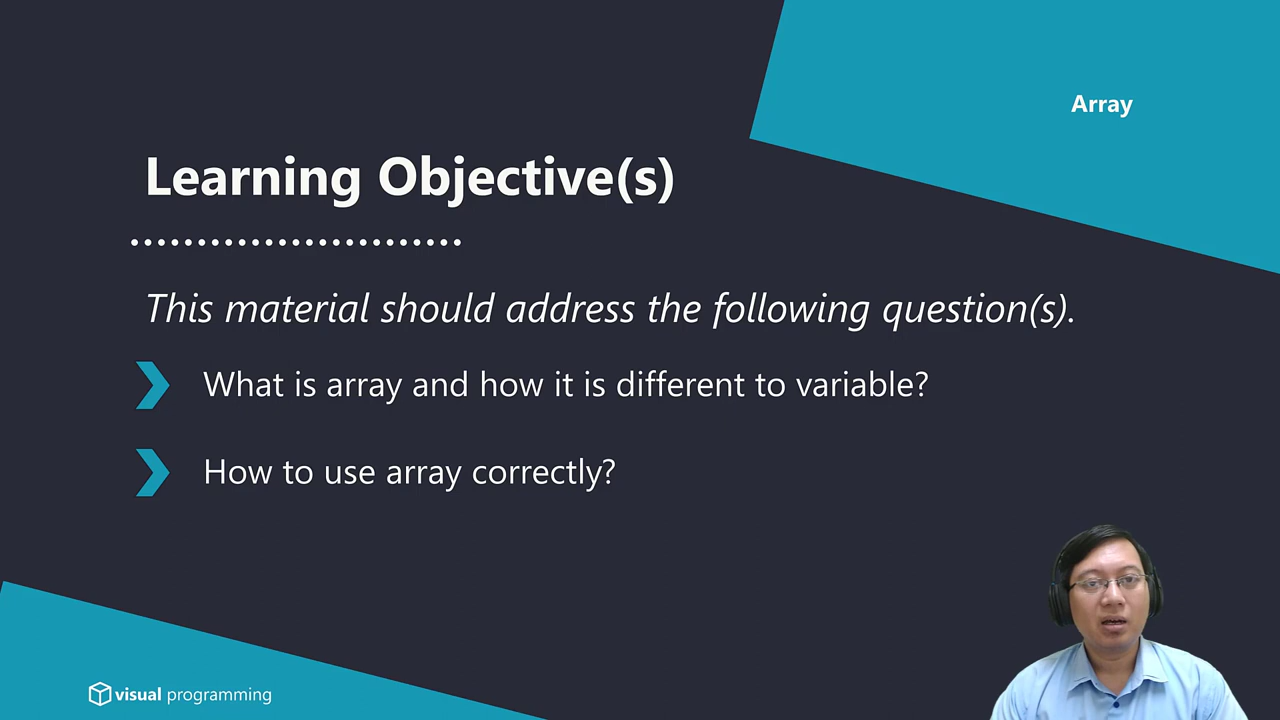 Array
Learning Objective(s)
This material should address the following question(s).
What is array and how it is different to variable?
How to use array correctly?
visual programming